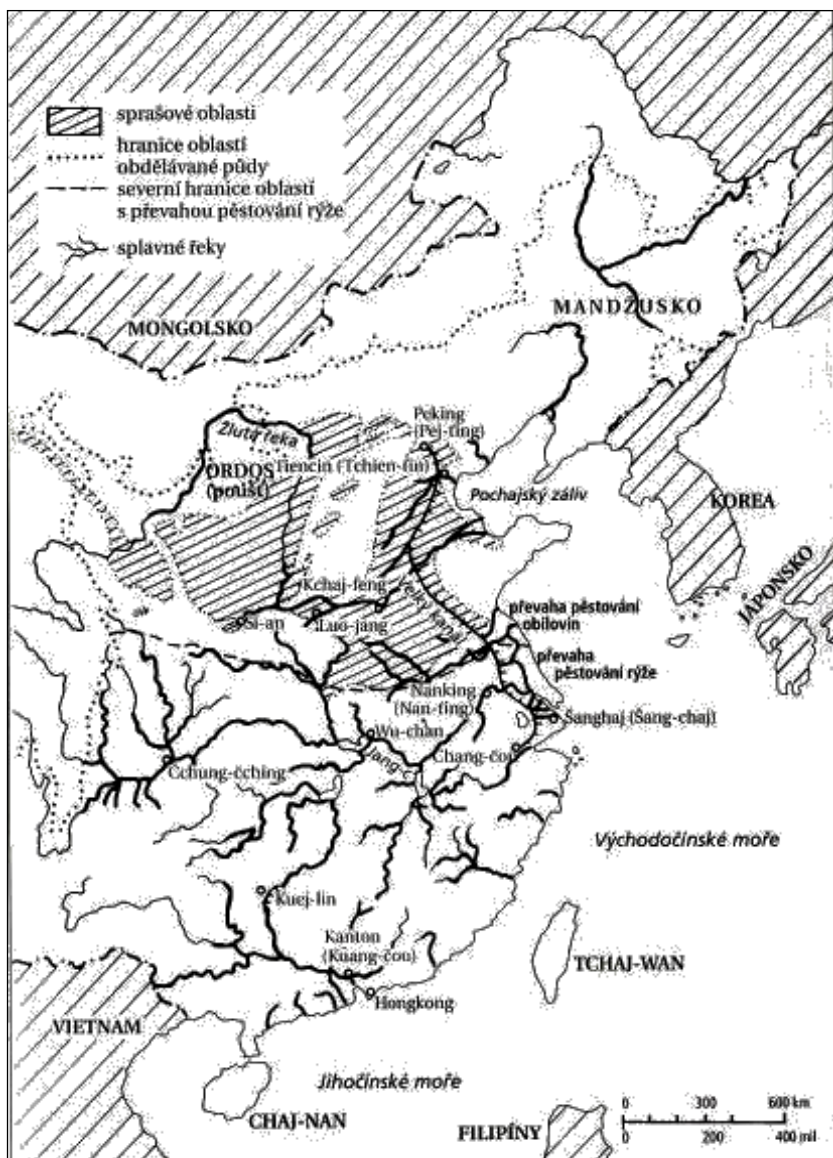 sprašové oblasti
hranice oblastí
obdělávané půdy
severní hranice oblastí
s převahou pěstování rýže
splavné řeky
MONGOLSKO
MANDŽUSKO
Žlutá řeka
Peking
(Pej-ťing)
ORDOS
(poušť)
Tiencin (Tchien-ťin)
Pochajský záliv
KOREA
JAPONSKO
Kchaj-feng
Velký kanál
Si-an
Luo-jang
převaha pěstování
obilovin
převaha
pěstování rýže
Nanking
(Nan-ťing)
Šanghaj (Šang-chaj)
Wu-chan
Jang-c'
Chang-čou
Čchung-čching
Východočínské moře
Kuej-lin
Kanton
(Kuang-čou)
TCHAJ-WAN
Hongkong
VIETNAM
Jihočínské moře
CHAJ-NAN
FILIPÍNY
0 300 600 km
0 200 400 mil